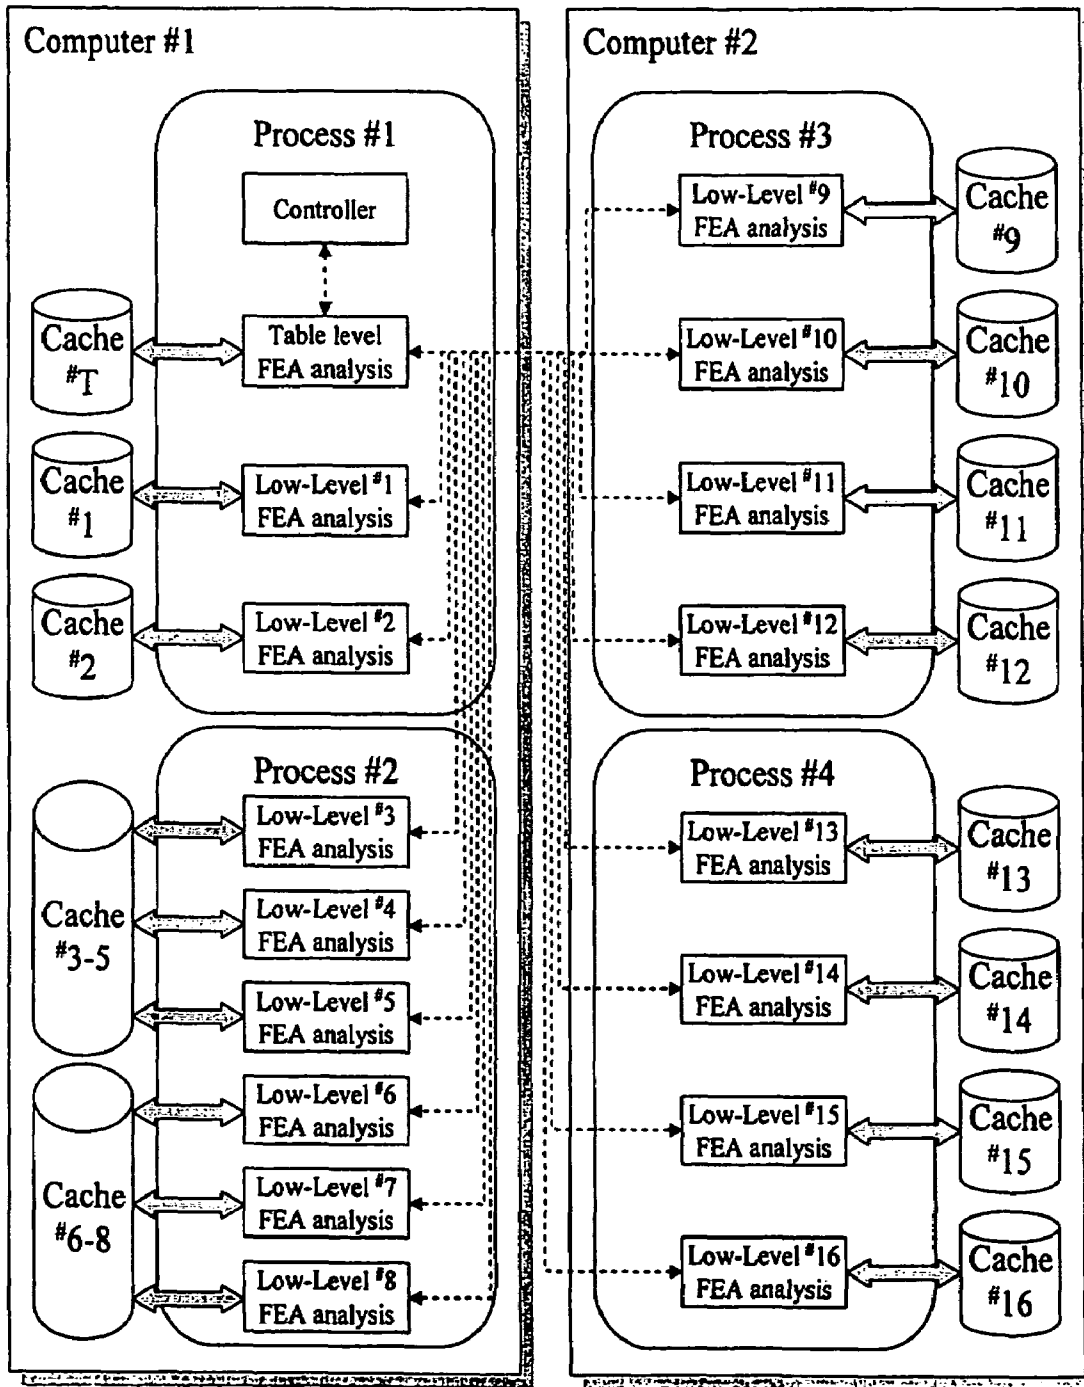 Computer #1
Process #1
Controller
Cache
#T
Table level
FEA analysis
Cache
#1
Low-Level #1
FEA analysis
Cache
#2
Low-Level #2
FEA analysis
Process #2
Cache
#3-5
Low-Level #3
FEA analysis
Low-Level #4
FEA analysis
Low-Level #5
FEA analysis
Cache
#6-8
Low-Level #6
FEA analysis
Low-Level #7
FEA analysis
Low-Level #8
FEA analysis
Computer #2
Process #3
Low-Level #9
FEA analysis
Cache
#9
Low-Level #10
FEA analysis
Cache
#10
Low-Level #11
FEA analysis
Cache
#11
Low-Level #12
FEA analysis
Cache
#12
Process #4
Low-Level #13
FEA analysis
Cache
#13
Low-Level #14
FEA analysis
Cache
#14
Low-Level #15
FEA analysis
Cache
#15
Low-Level #16
FEA analysis
Cache
#16